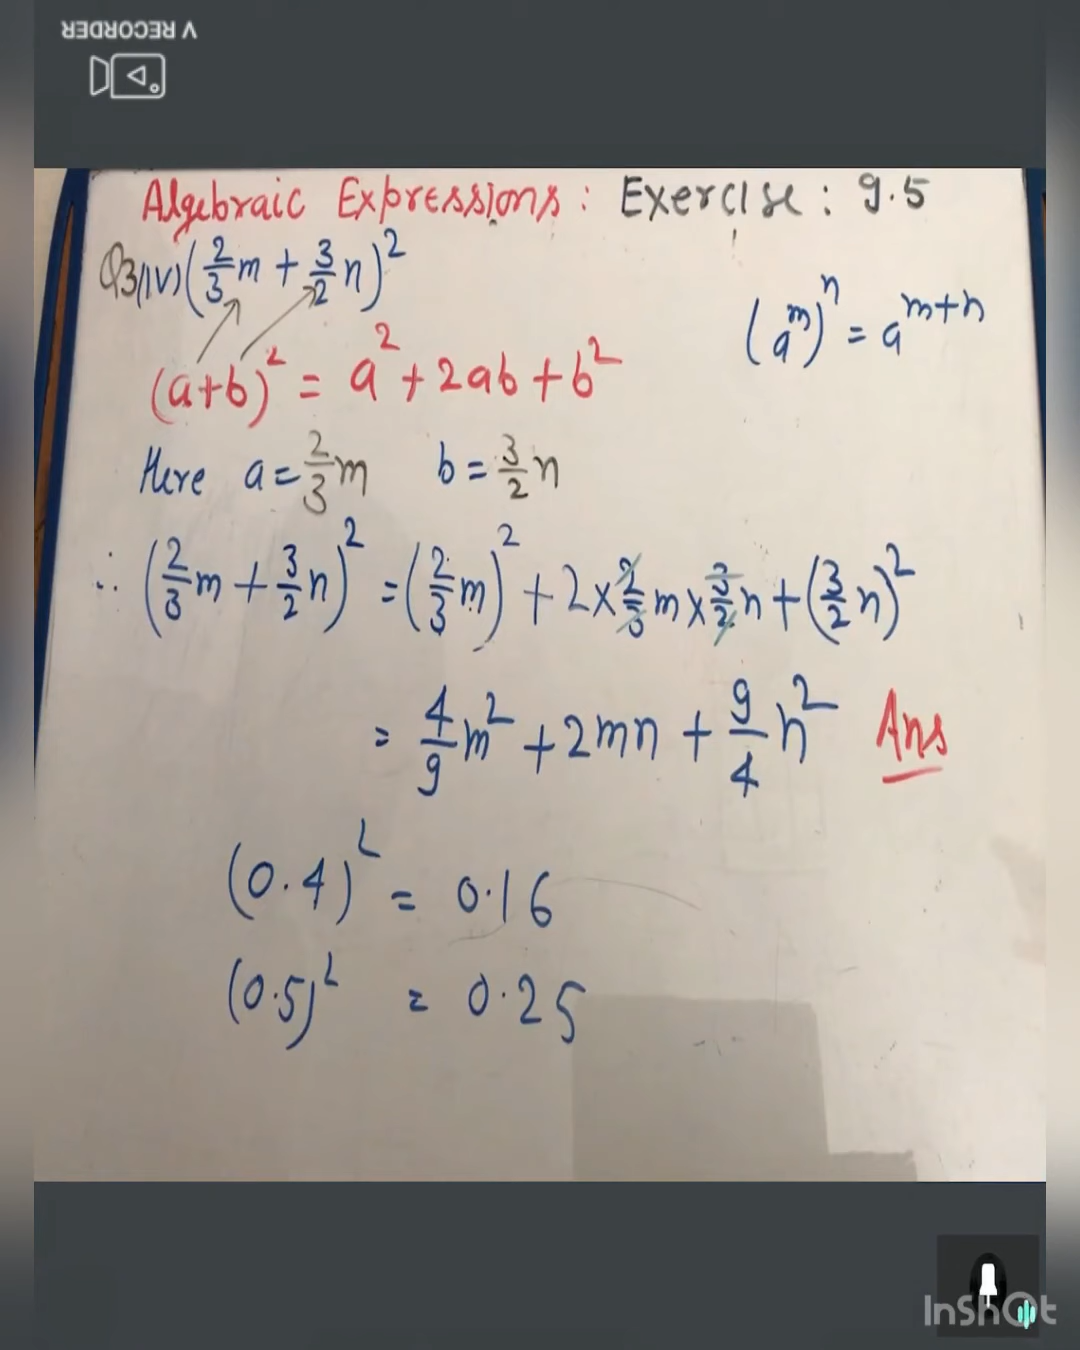 V RECORDER
Algebraic Expressions: Exercise: 9.5
Q3(IV) (2/3 m + 3/2 n)²
(a^m)^n = a^(m+n)
(a+b)² = a² + 2ab + b²
Here a = 2/3 m b = 3/2 n
∴ (2/3 m + 3/2 n)² = (2/3 m)² + 2 × 2/3 m × 3/2 n + (3/2 n)²
= 4/9 m² + 2mn + 9/4 n² Ans
(0.4)² = 0.16
(0.5)² = 0.25
InShOt